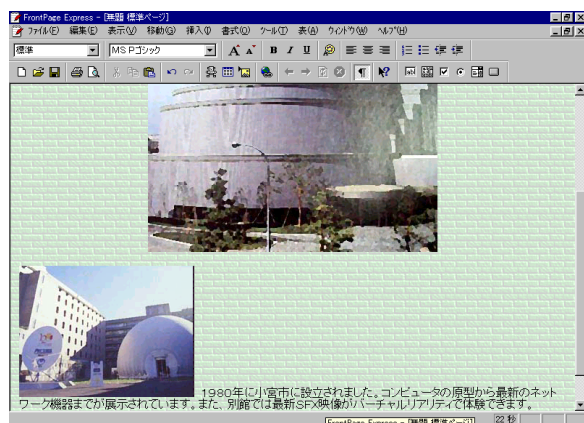 FrontPage Express - [無題 標準ページ]
ファイル(F) 編集(E) 表示(V) 移動(G) 挿入(I) 書式(O) ツール(T) 表(A) ウィンドウ(W) ヘルプ(H)
標準 MS Pゴシック A A B I U
1980年に小宮市に設立されました。コンピュータの原型から最新のネット
ワーク機器までが展示されています。また、別館では最新SFX映像がバーチャルリアリティで体験できます。
FrontPage Express - [無題 標準ページ] 22 秒